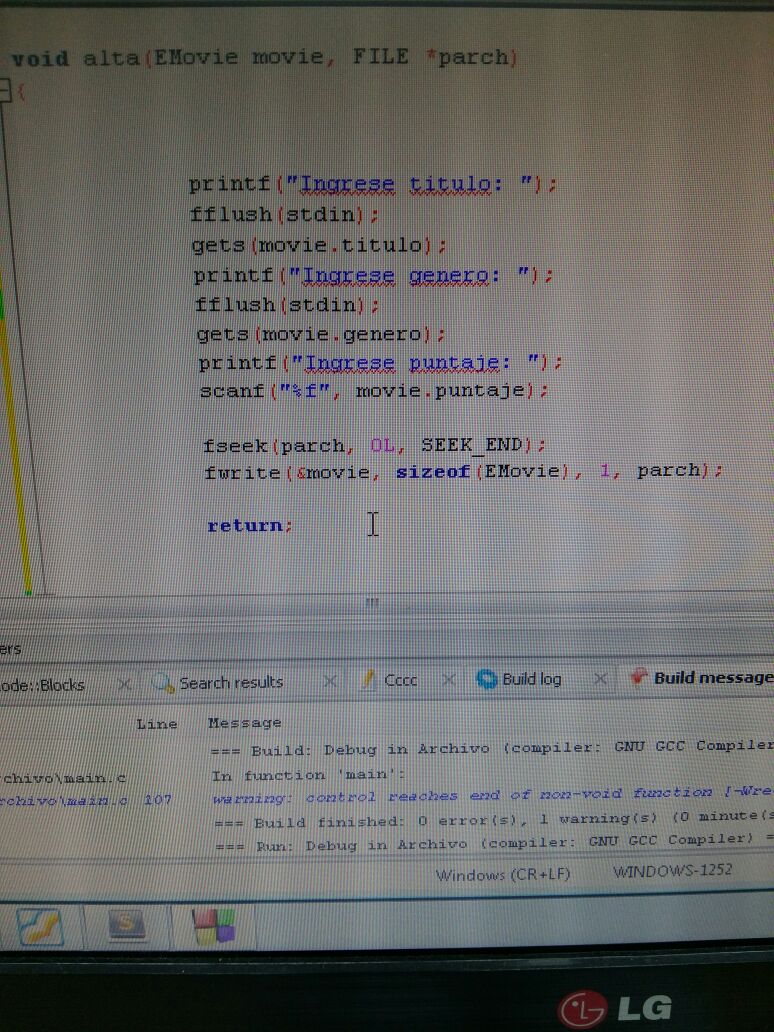 void alta(EMovie movie, FILE *parch)
{
printf("Ingrese titulo: ");
fflush(stdin);
gets(movie.titulo);
printf("Ingrese genero: ");
fflush(stdin);
gets(movie.genero);
printf("Ingrese puntaje: ");
scanf("%f", movie.puntaje);
fseek(parch, 0L, SEEK_END);
fwrite(&movie, sizeof(EMovie), 1, parch);
return;
ers
ode::Blocks Search results Cccc Build log Build message
Line Message
=== Build: Debug in Archivo (compiler: GNU GCC Compiler
chivo\main.c In function 'main':
rchivo\main.c 107 warning: control reaches end of non-void function [-Wre
=== Build finished: 0 error(s), 1 warning(s) (0 minute(s
=== Run: Debug in Archivo (compiler: GNU GCC Compiler) =
Windows (CR+LF) WINDOWS-1252
S
LG